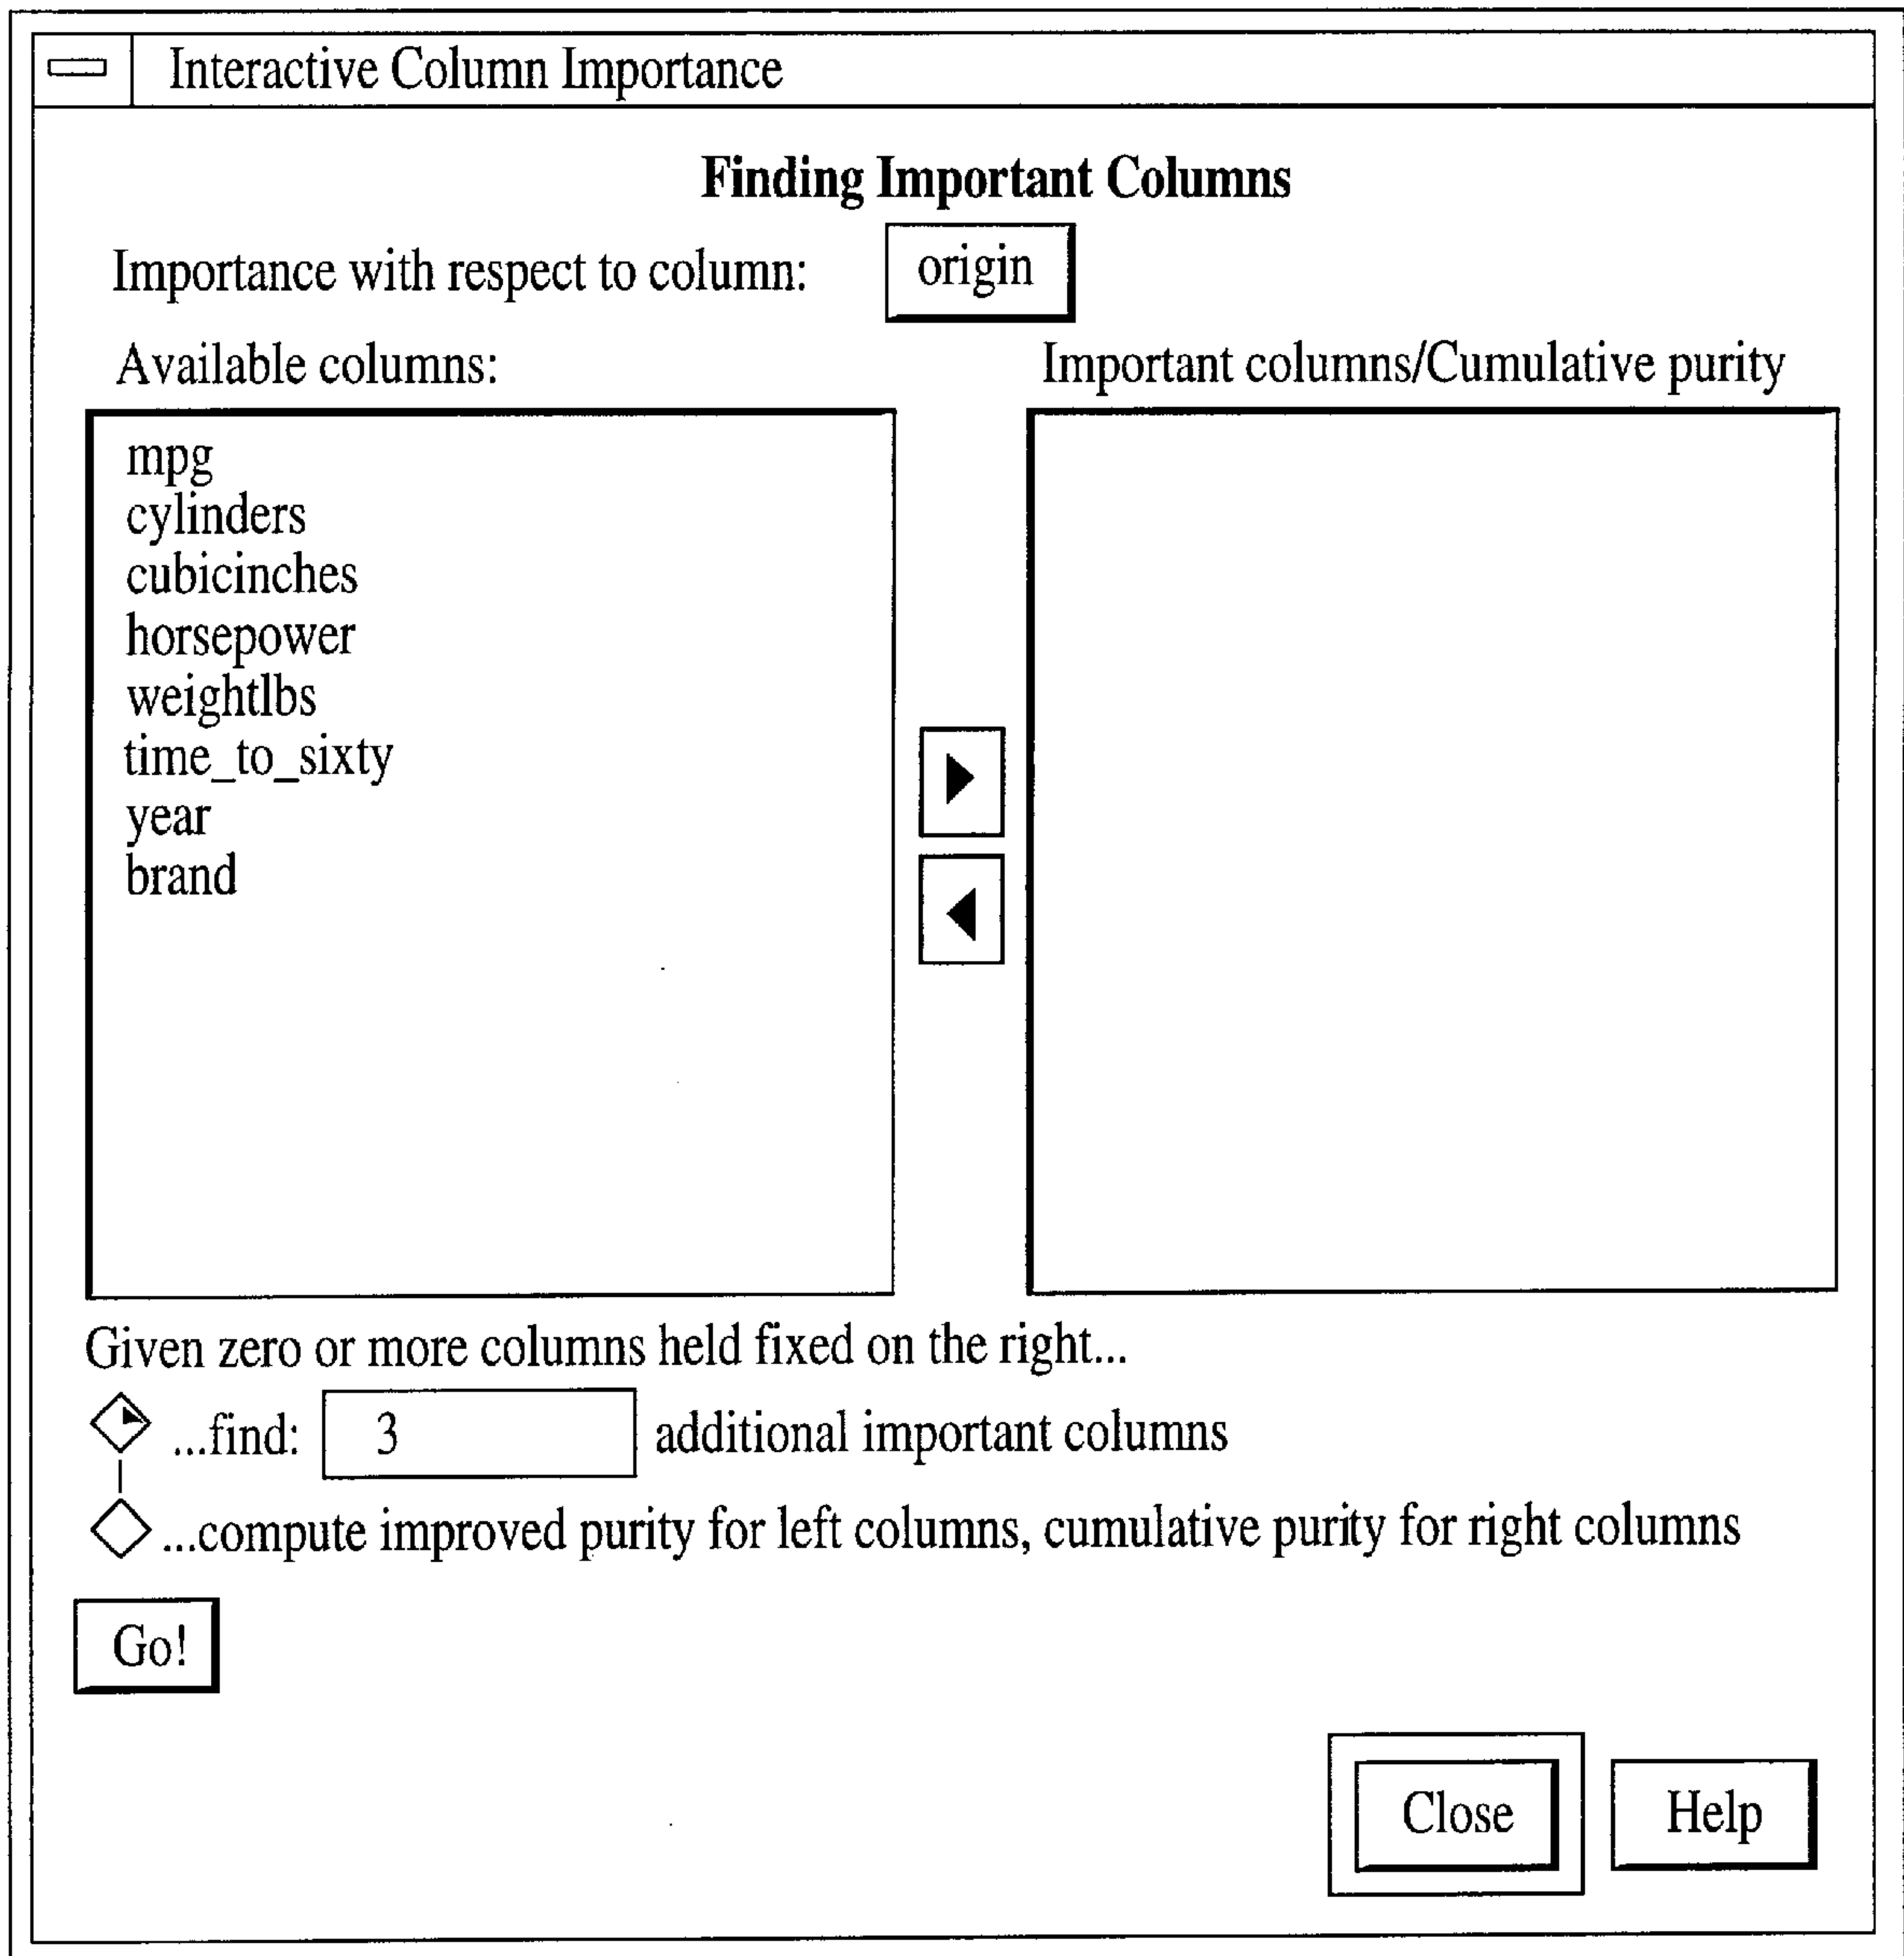 Interactive Column Importance
Finding Important Columns
Importance with respect to column: origin
Available columns: Important columns/Cumulative purity
mpg
cylinders
cubicinches
horsepower
weightlbs
time_to_sixty
year
brand
Given zero or more columns held fixed on the right...
...find: 3 additional important columns
...compute improved purity for left columns, cumulative purity for right columns
Go!
Close Help